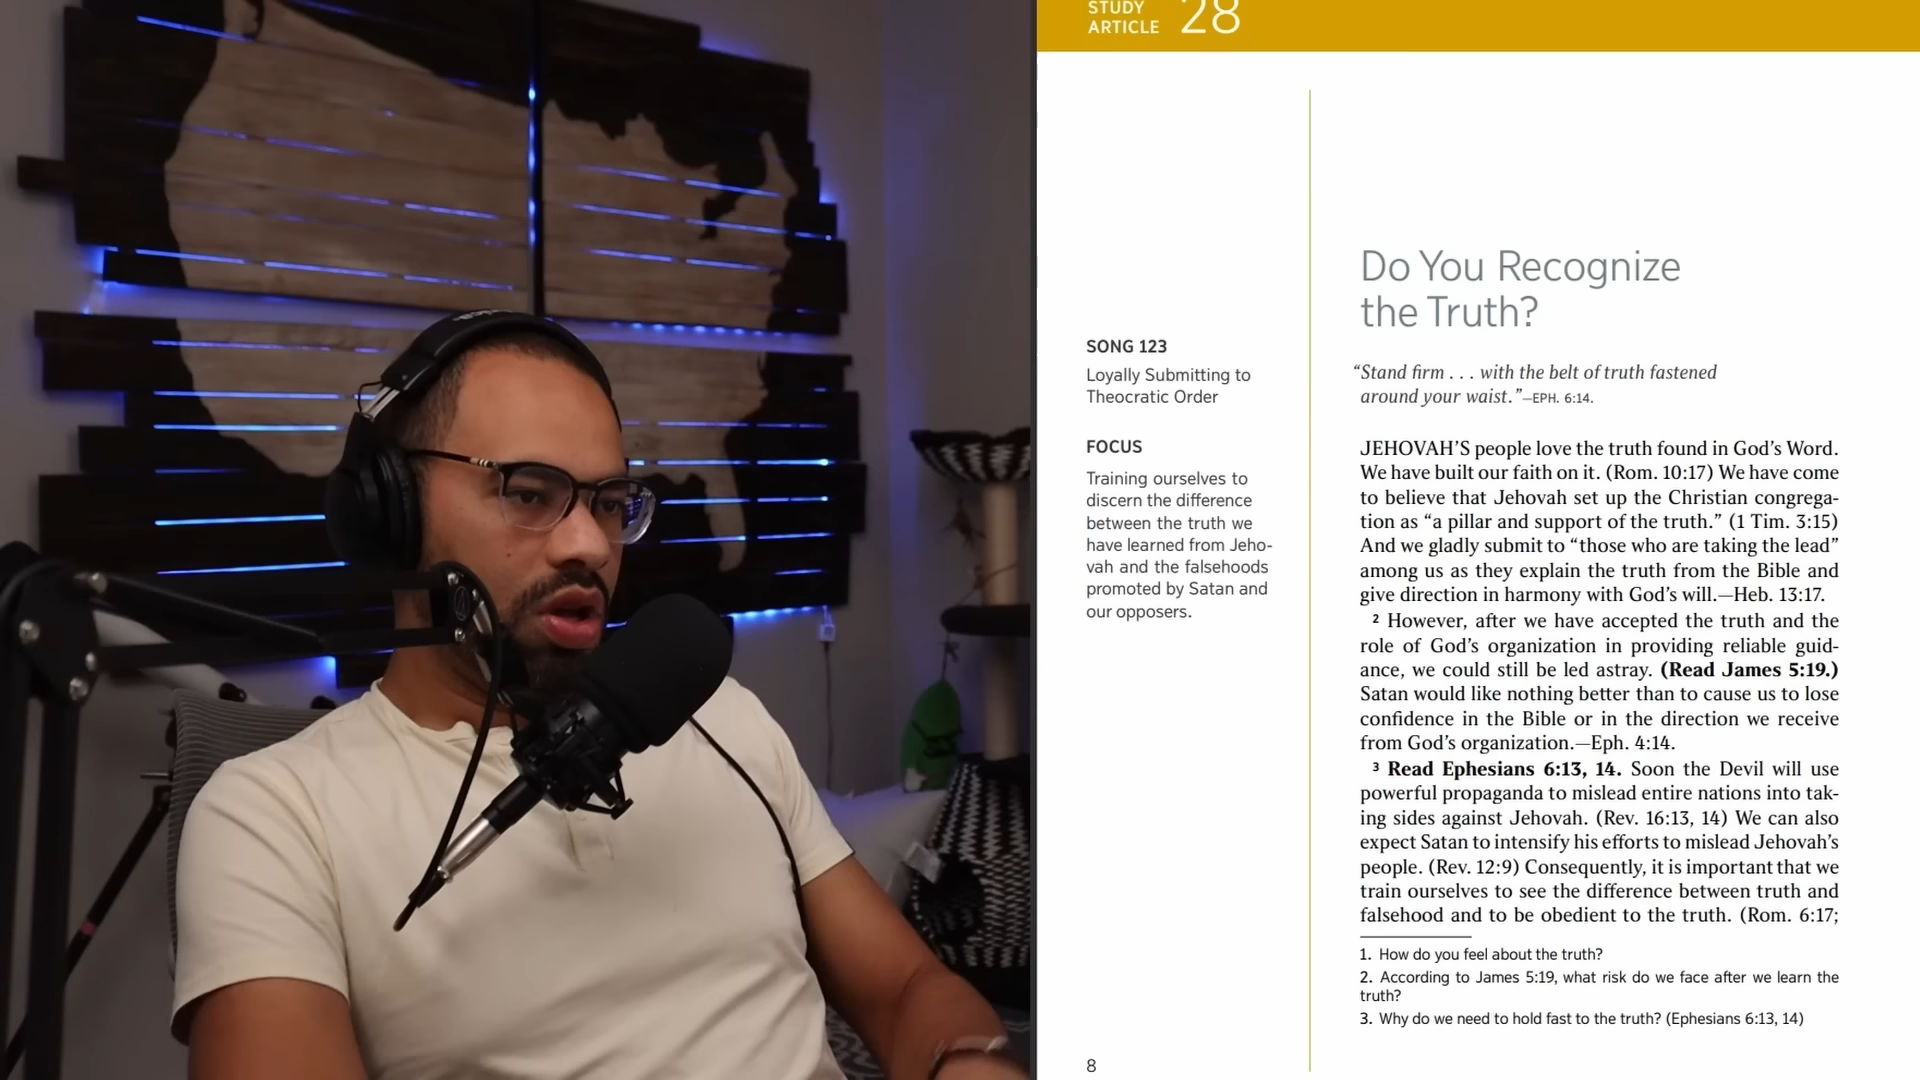 STUDY
ARTICLE 28
Do You Recognize
the Truth?
SONG 123
Loyally Submitting to
Theocratic Order
FOCUS
Training ourselves to
discern the difference
between the truth we
have learned from Jeho-
vah and the falsehoods
promoted by Satan and
our opposers.
“Stand firm . . . with the belt of truth fastened
around your waist.”—EPH. 6:14.
JEHOVAH’S people love the truth found in God’s Word.
We have built our faith on it. (Rom. 10:17) We have come
to believe that Jehovah set up the Christian congrega-
tion as “a pillar and support of the truth.” (1 Tim. 3:15)
And we gladly submit to “those who are taking the lead”
among us as they explain the truth from the Bible and
give direction in harmony with God’s will.—Heb. 13:17.
2 However, after we have accepted the truth and the
role of God’s organization in providing reliable guid-
ance, we could still be led astray. (Read James 5:19.)
Satan would like nothing better than to cause us to lose
confidence in the Bible or in the direction we receive
from God’s organization.—Eph. 4:14.
3 Read Ephesians 6:13, 14. Soon the Devil will use
powerful propaganda to mislead entire nations into tak-
ing sides against Jehovah. (Rev. 16:13, 14) We can also
expect Satan to intensify his efforts to mislead Jehovah’s
people. (Rev. 12:9) Consequently, it is important that we
train ourselves to see the difference between truth and
falsehood and to be obedient to the truth. (Rom. 6:17;
1. How do you feel about the truth?
2. According to James 5:19, what risk do we face after we learn the
truth?
3. Why do we need to hold fast to the truth? (Ephesians 6:13, 14)
8